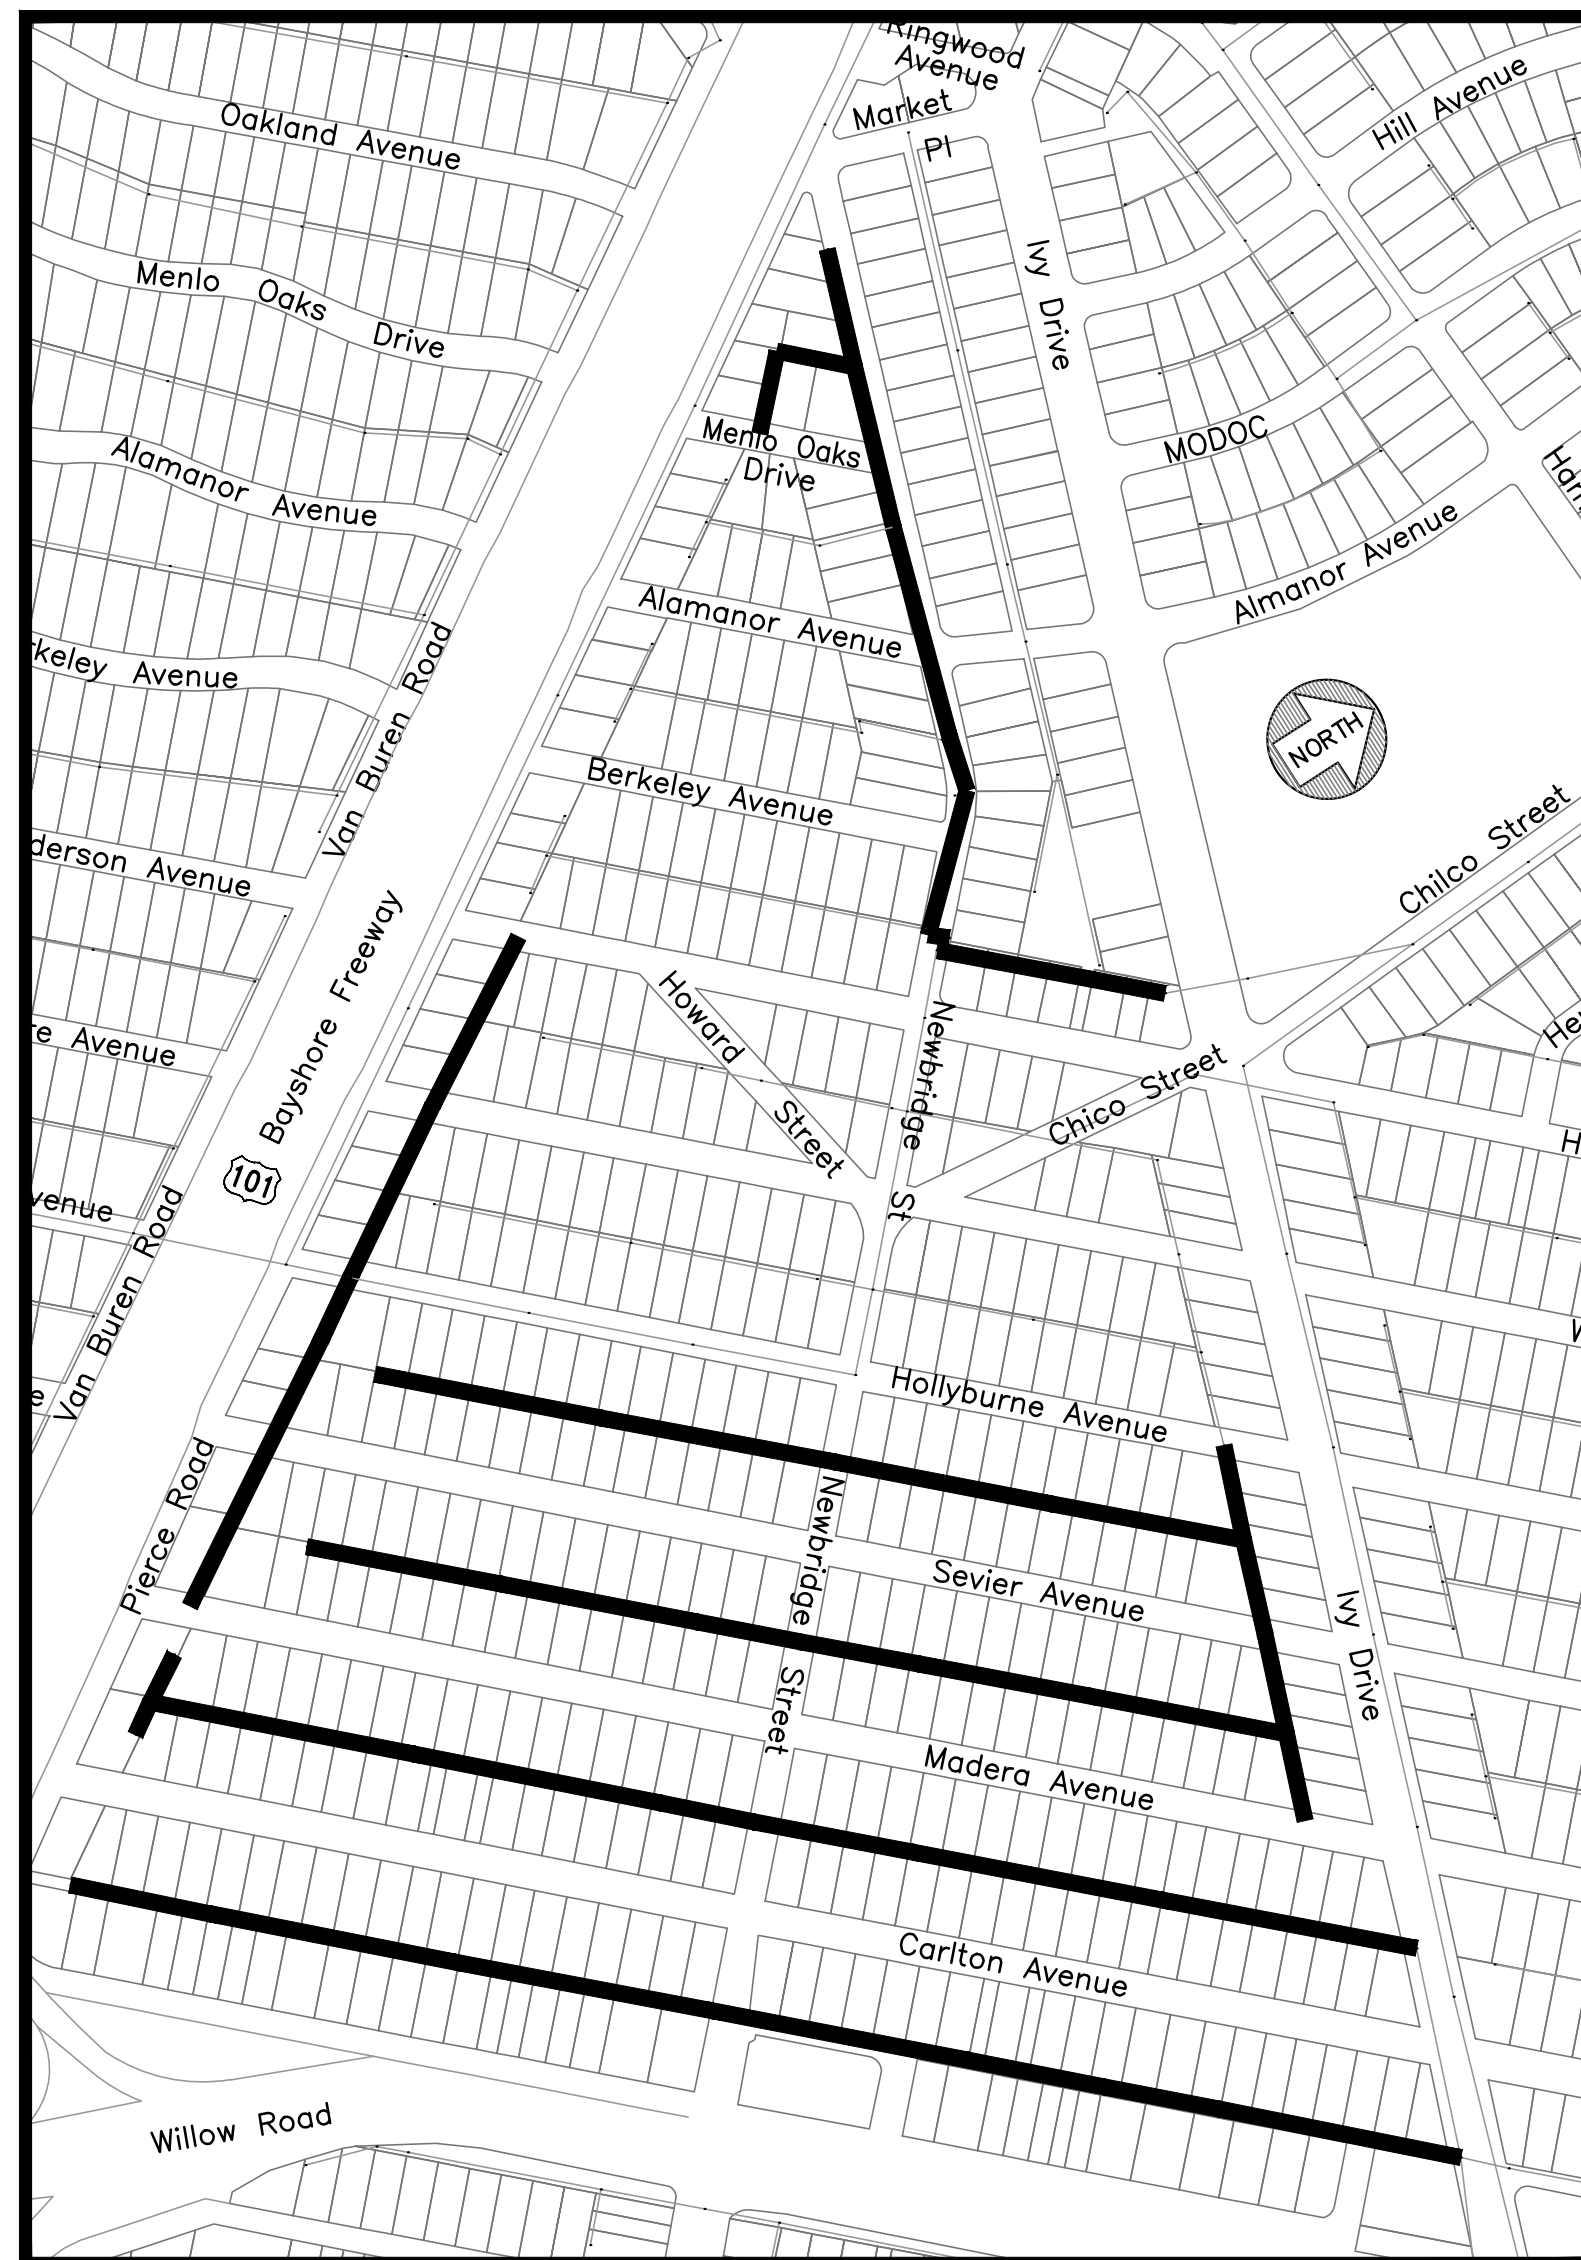 Ringwood
Avenue
Market
Pl
Hill Avenue
Oakland Avenue
Ivy Drive
Menlo Oaks Drive
MODOC
Menlo Oaks
Drive
Alamanor Avenue
Almanor Avenue
Alamanor Avenue
keley Avenue
Van Buren Road
NORTH
Berkeley Avenue
Chilco Street
derson Avenue
Bayshore Freeway
Howard
Street
Newbridge
St
Chico Street
re Avenue
101
venue
Van Buren Road
Hollyburne Avenue
Pierce Road
Newbridge
Street
Sevier Avenue
Ivy Drive
Madera Avenue
Carlton Avenue
Willow Road